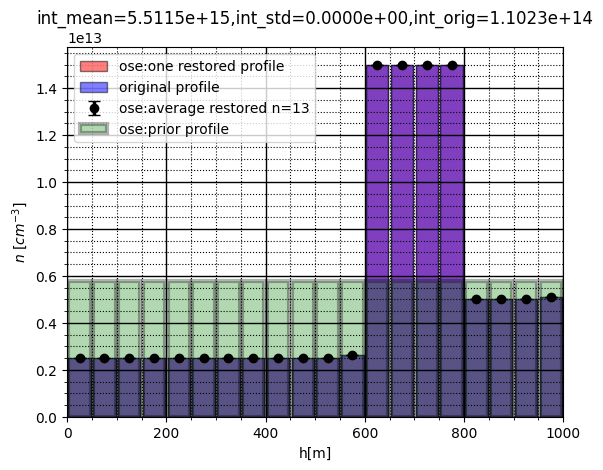 int_mean=5.5115e+15,int_std=0.0000e+00,int_orig=1.1023e+14
1e13
ose:one restored profile
original profile
ose:average restored n=13
ose:prior profile
1.4
1.2
1.0
0.8
0.6
0.4
0.2
0.0
n [cm⁻³]
0 200 400 600 800 1000
h[m]